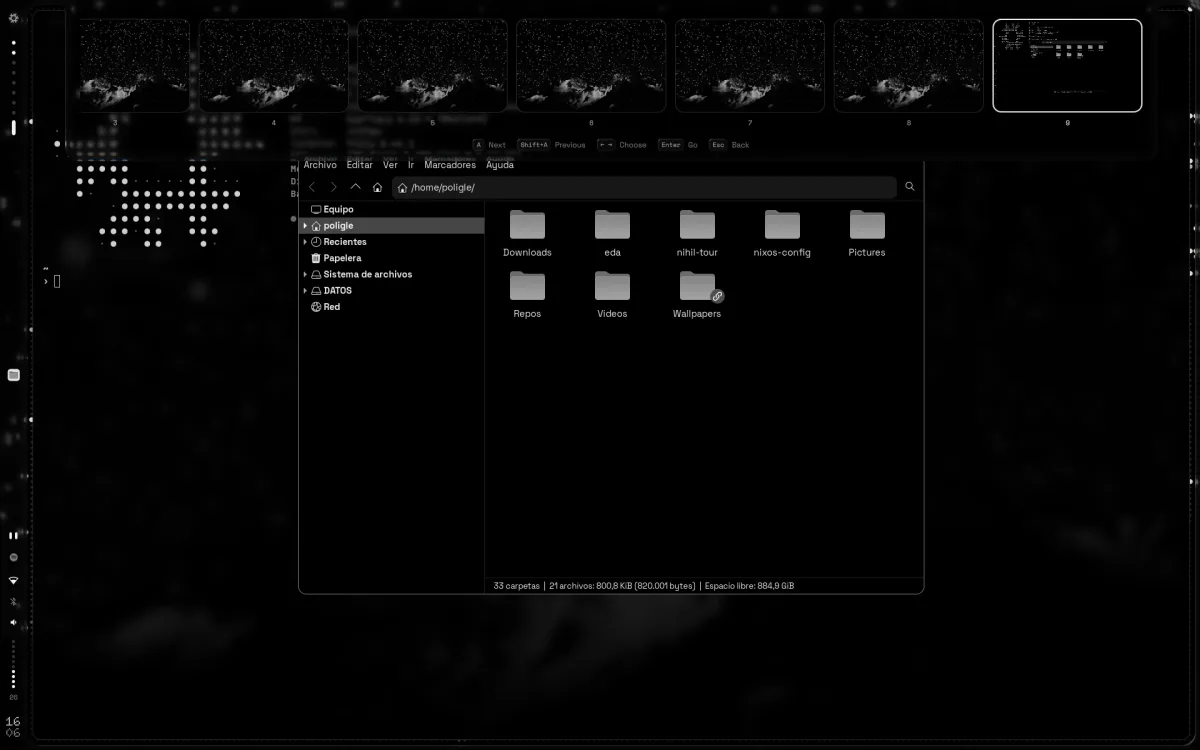 3 4 5 6 7 8 9
A Next Shift+A Previous ←→ Choose Enter Go Esc Back
Archivo Editar Ver Ir Marcadores Ayuda
/home/poligle/
Equipo
poligle
Recientes
Papelera
Sistema de archivos
DATOS
Red
Downloads eda nihil-tour nixos-config Pictures
Repos Videos Wallpapers
33 carpetas | 21 archivos: 800,8 KiB (820.001 bytes) | Espacio libre: 884,9 GiB
~
›
26
16
06